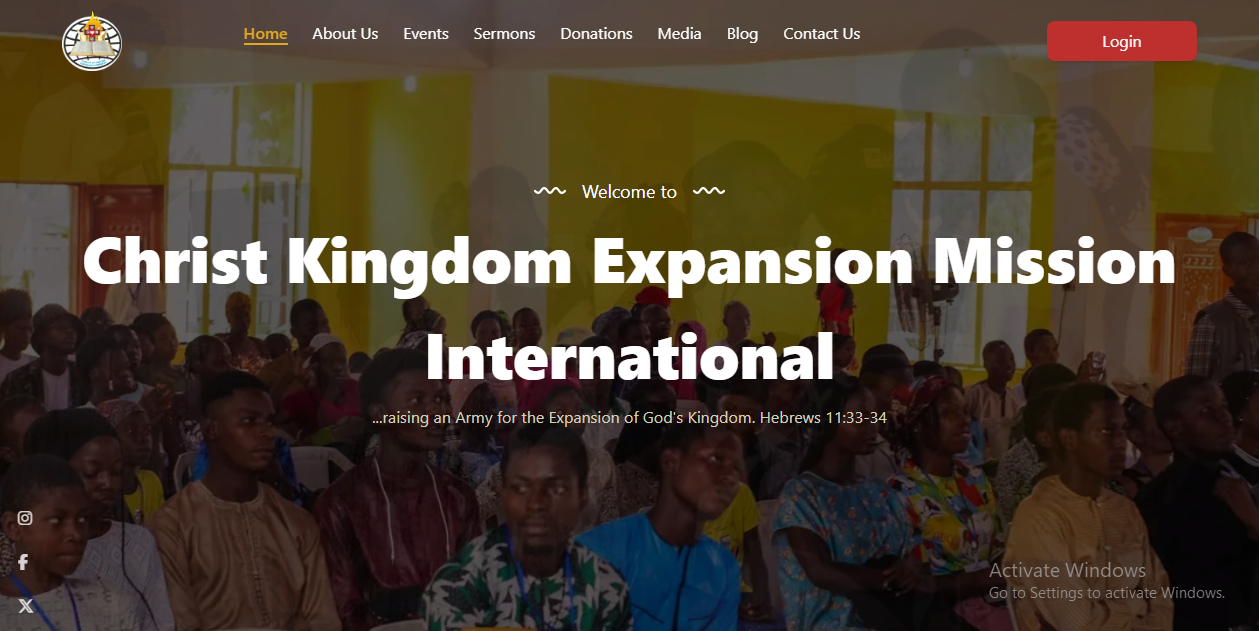 Home About Us Events Sermons Donations Media Blog Contact Us Login
Welcome to
Christ Kingdom Expansion Mission
International
...raising an Army for the Expansion of God's Kingdom. Hebrews 11:33-34
Activate Windows
Go to Settings to activate Windows.